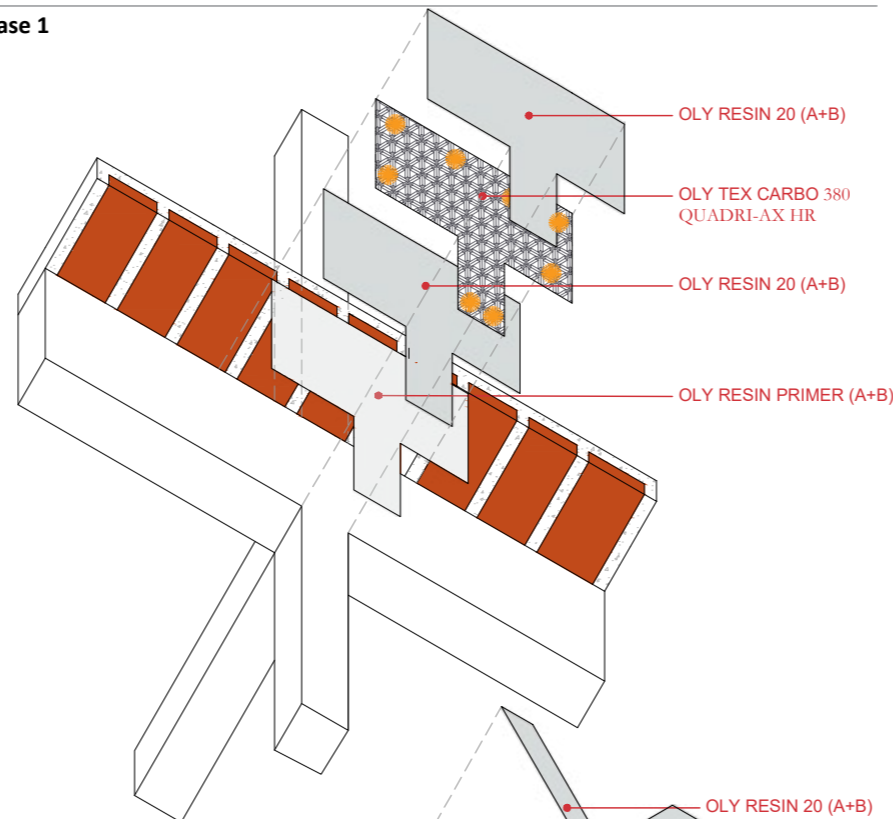 ase 1
OLY RESIN 20 (A+B)
OLY TEX CARBO 380
QUADRI-AX HR
OLY RESIN 20 (A+B)
OLY RESIN PRIMER (A+B)
OLY RESIN 20 (A+B)